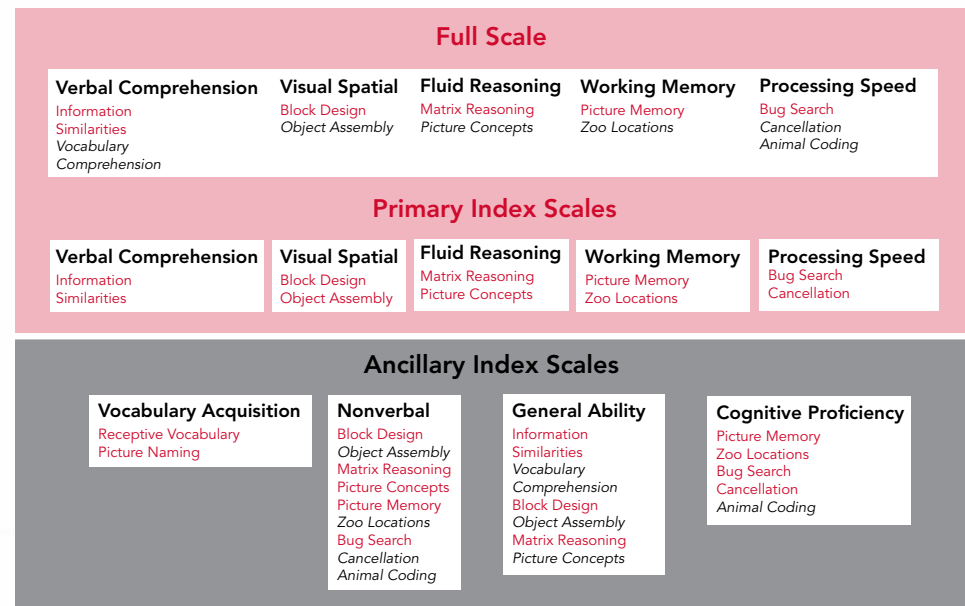 Full Scale
Verbal Comprehension
Information
Similarities
Vocabulary
Comprehension
Visual Spatial
Block Design
Object Assembly
Fluid Reasoning
Matrix Reasoning
Picture Concepts
Working Memory
Picture Memory
Zoo Locations
Processing Speed
Bug Search
Cancellation
Animal Coding
Primary Index Scales
Verbal Comprehension
Information
Similarities
Visual Spatial
Block Design
Object Assembly
Fluid Reasoning
Matrix Reasoning
Picture Concepts
Working Memory
Picture Memory
Zoo Locations
Processing Speed
Bug Search
Cancellation
Ancillary Index Scales
Vocabulary Acquisition
Receptive Vocabulary
Picture Naming
Nonverbal
Block Design
Object Assembly
Matrix Reasoning
Picture Concepts
Picture Memory
Zoo Locations
Bug Search
Cancellation
Animal Coding
General Ability
Information
Similarities
Vocabulary
Comprehension
Block Design
Object Assembly
Matrix Reasoning
Picture Concepts
Cognitive Proficiency
Picture Memory
Zoo Locations
Bug Search
Cancellation
Animal Coding